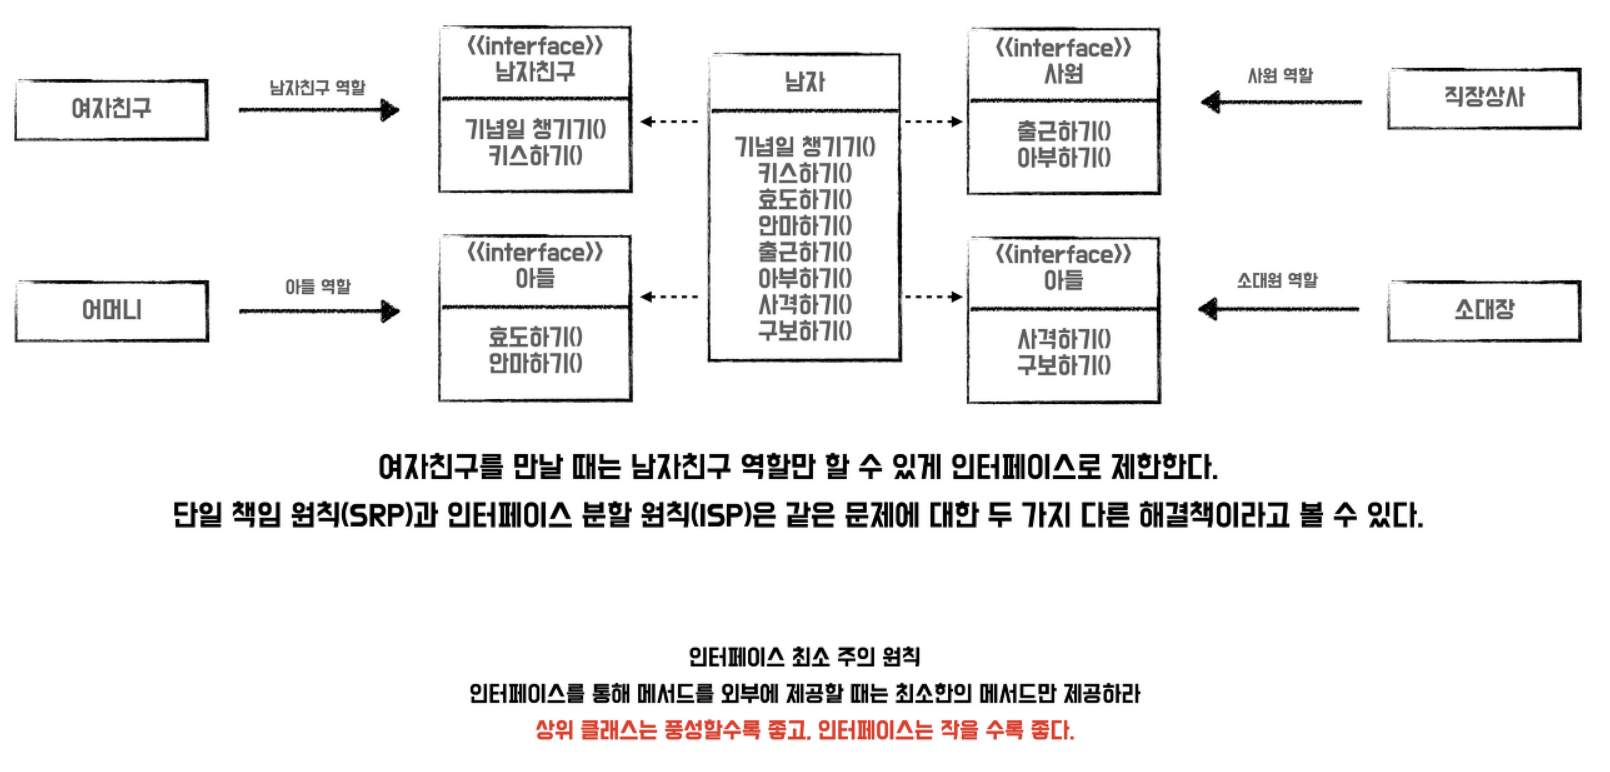 여자친구
남자친구 역할
<<interface>>
남자친구
기념일 챙기기()
키스하기()
남자
기념일 챙기기()
키스하기()
효도하기()
안마하기()
출근하기()
아부하기()
사격하기()
구보하기()
<<interface>>
사원
출근하기()
아부하기()
사원 역할
직장상사
어머니
아들 역할
<<interface>>
아들
효도하기()
안마하기()
<<interface>>
아들
사격하기()
구보하기()
소대원 역할
소대장
여자친구를 만날 때는 남자친구 역할만 할 수 있게 인터페이스로 제한한다.
단일 책임 원칙(SRP)과 인터페이스 분할 원칙(ISP)은 같은 문제에 대한 두 가지 다른 해결책이라고 볼 수 있다.
인터페이스 최소 주의 원칙
인터페이스를 통해 메서드를 외부에 제공할 때는 최소한의 메서드만 제공하라
상위 클래스는 풍성할수록 좋고, 인터페이스는 작을 수록 좋다.